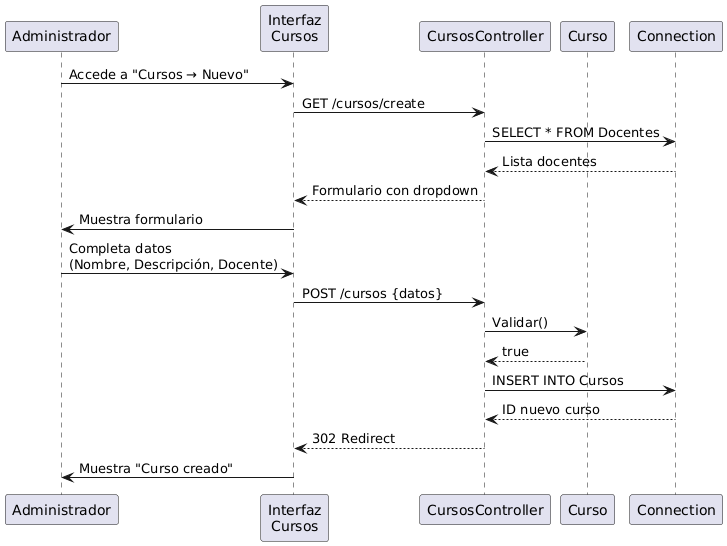 Administrador
Interfaz
Cursos
CursosController
Curso
Connection
Accede a "Cursos → Nuevo"
GET /cursos/create
SELECT * FROM Docentes
Lista docentes
Formulario con dropdown
Muestra formulario
Completa datos
(Nombre, Descripción, Docente)
POST /cursos {datos}
Validar()
true
INSERT INTO Cursos
ID nuevo curso
302 Redirect
Muestra "Curso creado"
Administrador
Interfaz
Cursos
CursosController
Curso
Connection